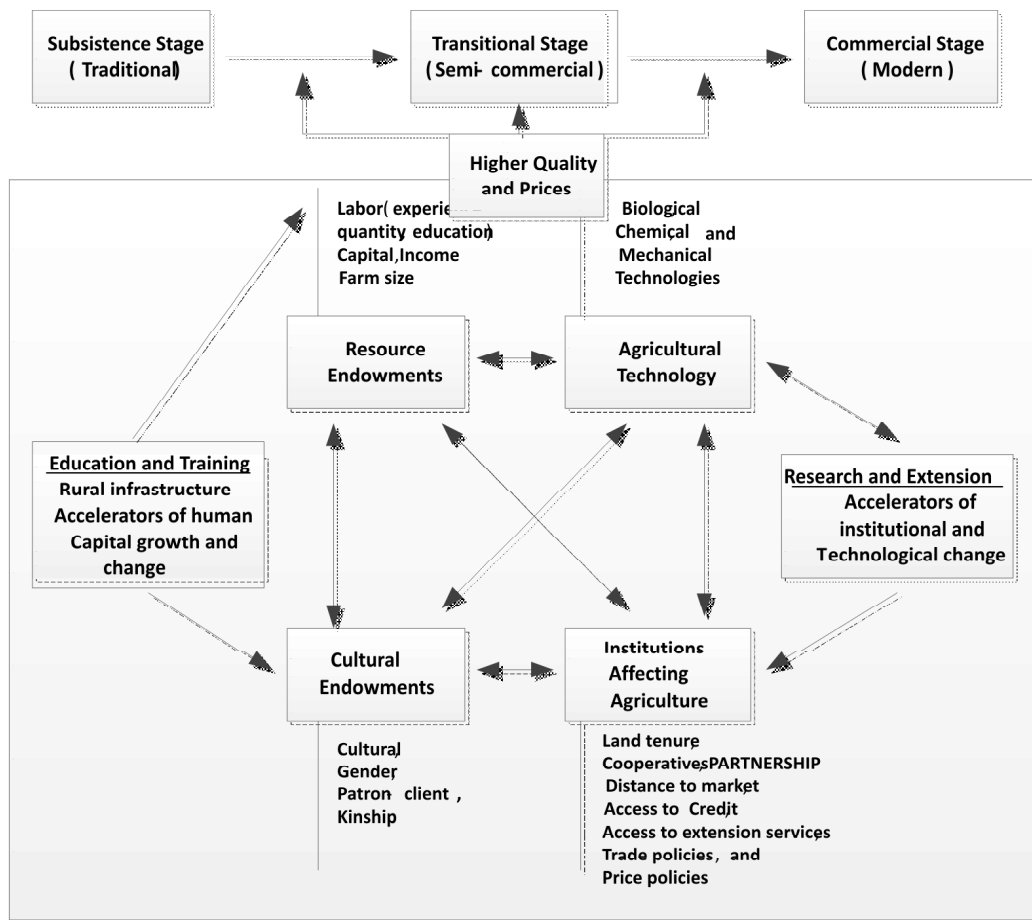 Subsistence Stage
( Traditional)
Transitional Stage
(Semi- commercial)
Commercial Stage
( Modern )
Higher Quality
and Prices
Labor( experie
quantity, education)
Capital,Income
Farm size
Biological
Chemical, and
Mechanical
Technologies
Resource
Endowments
Agricultural
Technology
Education and Training
Rural infrastructure
Accelerators of human
Capital growth and
change
Research and Extension
Accelerators of
institutional and
Technological change
Cultural
Endowments
Institutions
Affecting
Agriculture
Cultural,
Gender,
Patron- client ,
Kinship
Land tenure,
Cooperatives,PARTNERSHIP
Distance to market
Access to Credit,
Access to extension services,
Trade policies, and
Price policies